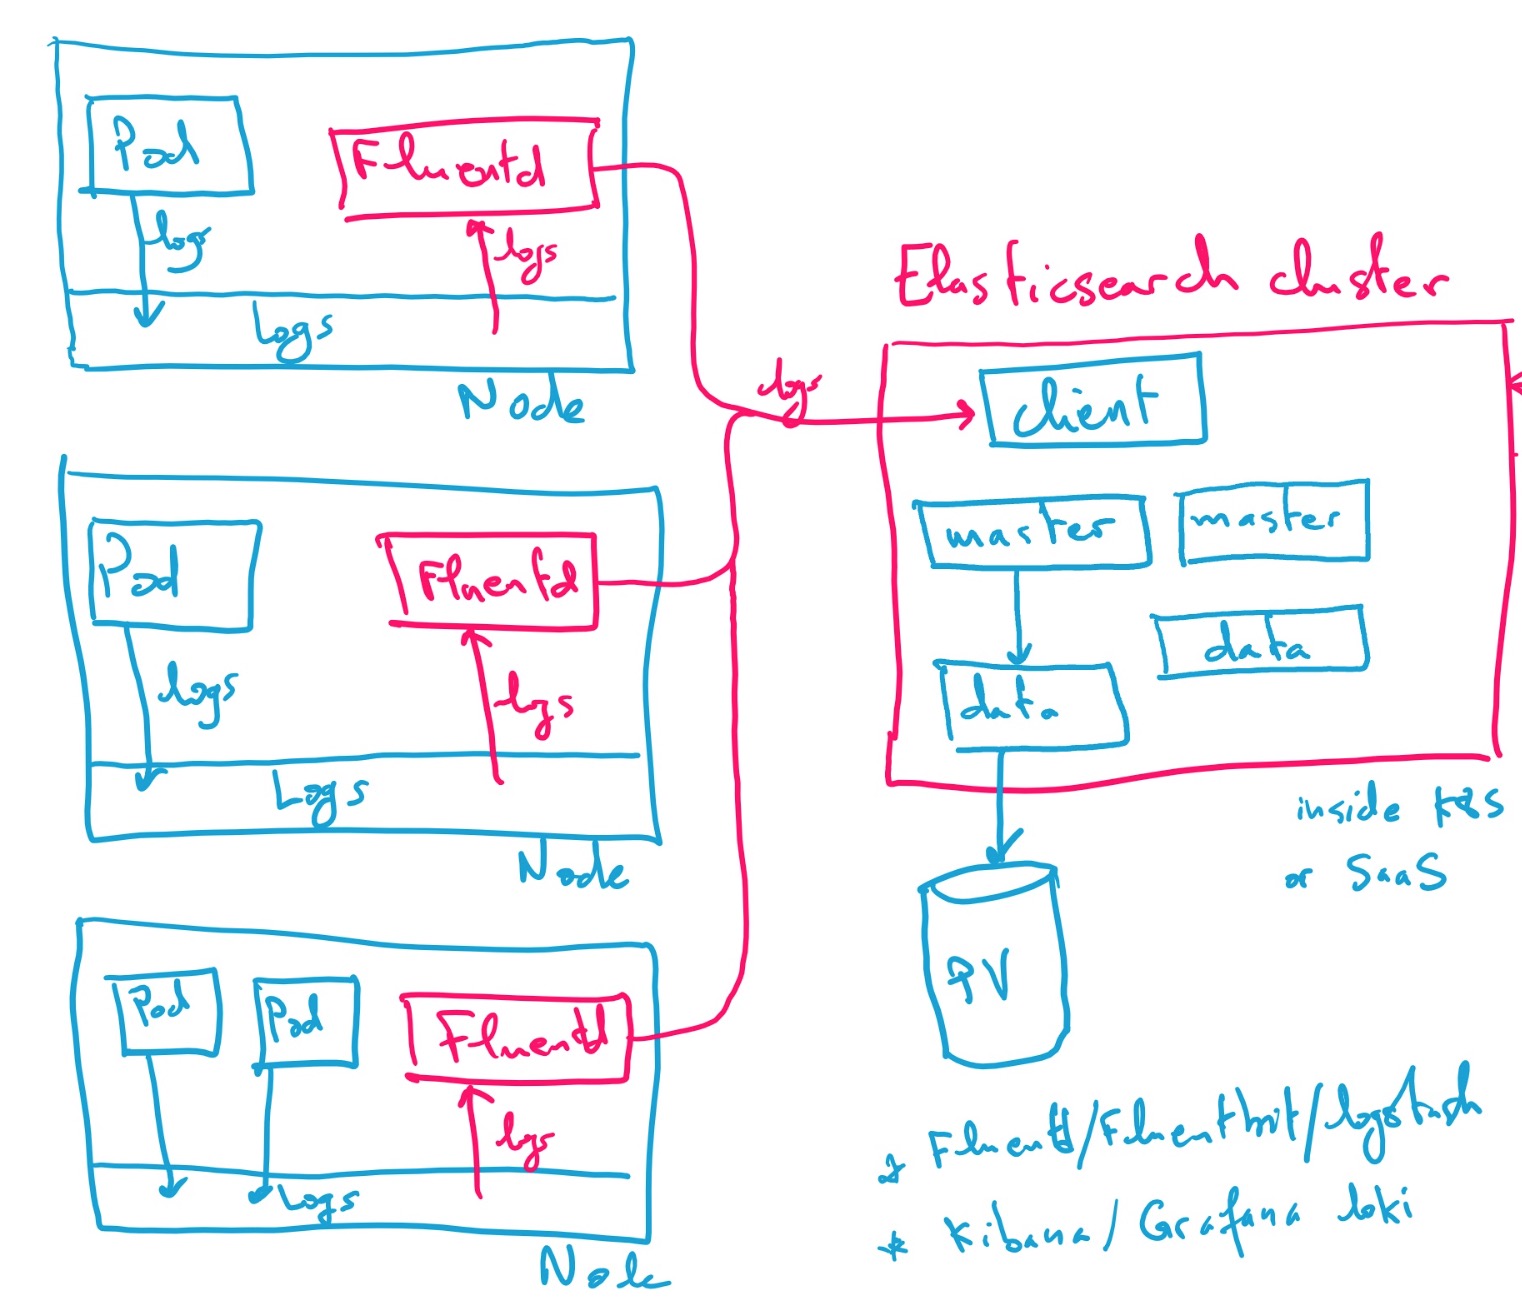 Pod
Fluentd
logs
logs
Logs
Node
Pod
Fluentd
logs
logs
Logs
Node
Pod
Pod
Fluentd
logs
Logs
Node
logs
Elasticsearch cluster
client
master
master
data
data
inside K8S
or SaaS
PV
* Fluentd/Fluentbit/logstash
* Kibana/Grafana loki